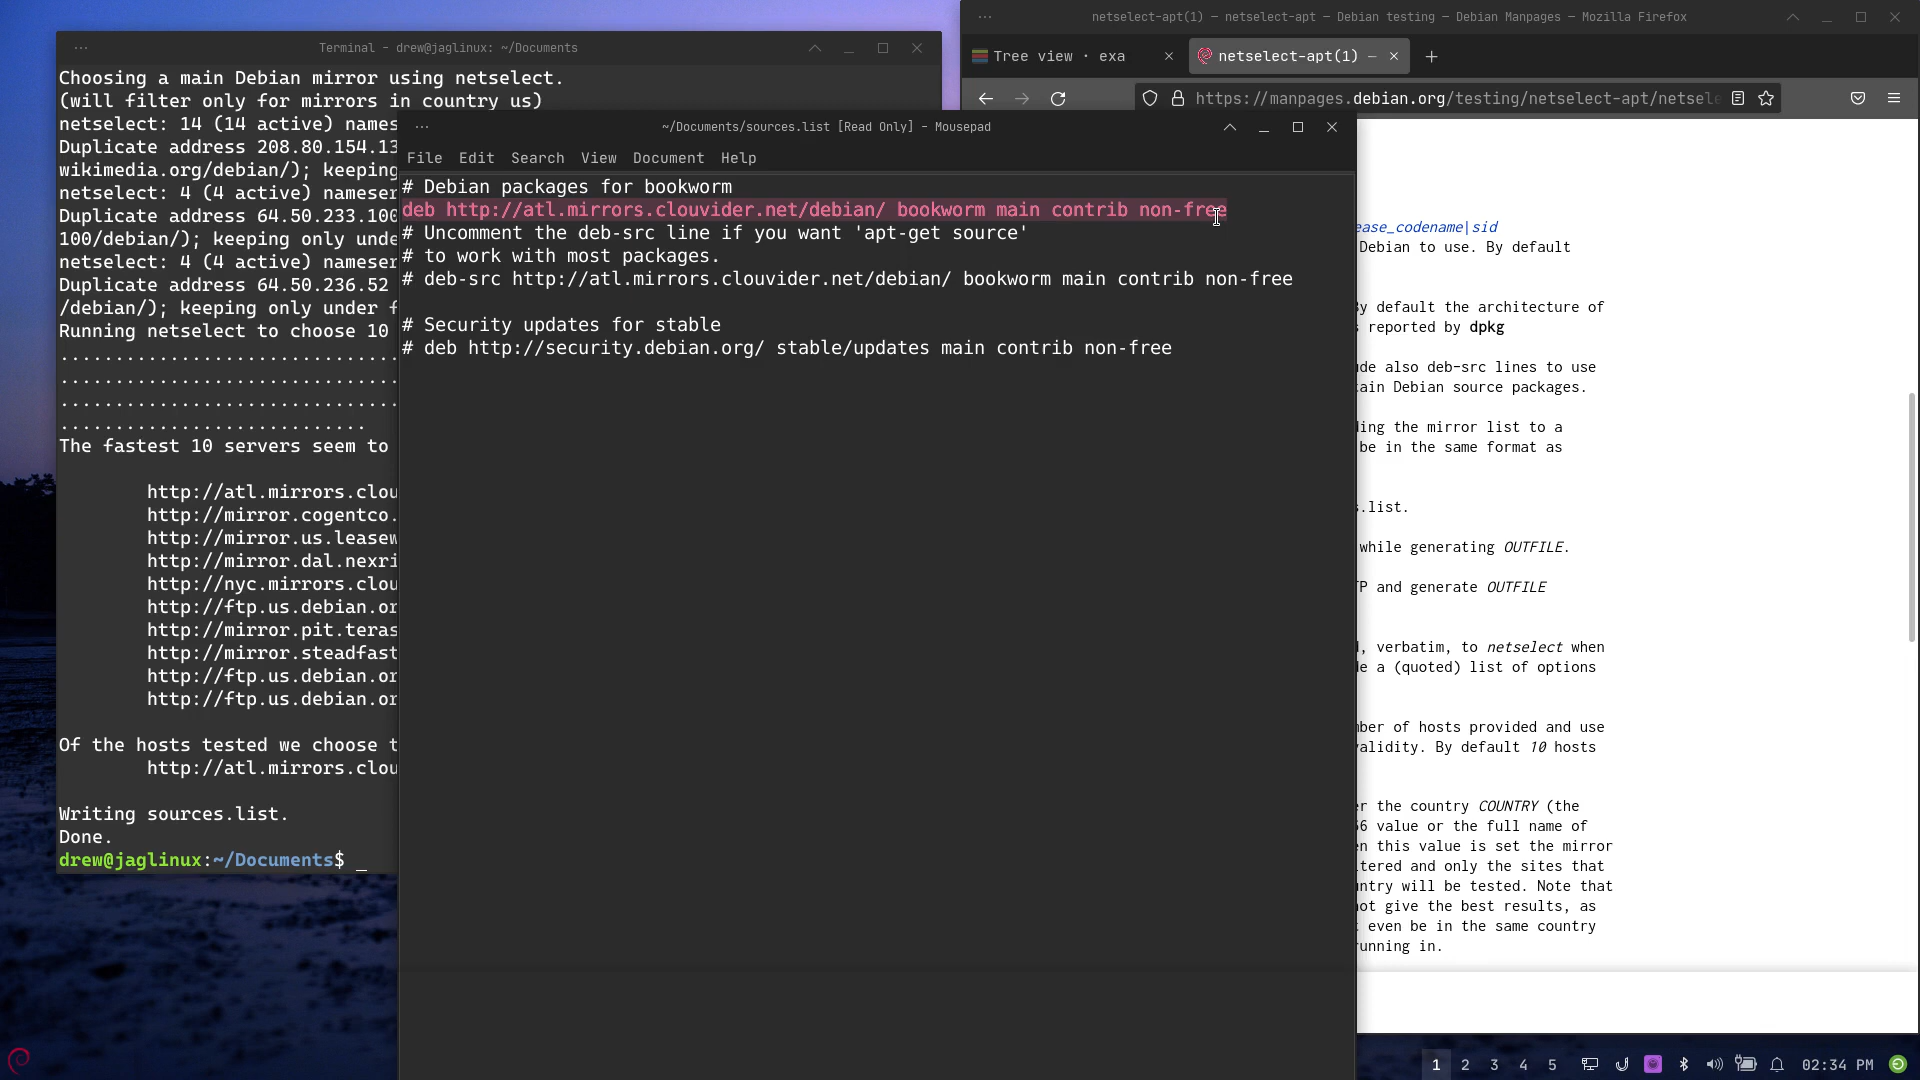 Terminal - drew@jaglinux: ~/Documents
Choosing a main Debian mirror using netselect.
(will filter only for mirrors in country us)
netselect: 14 (14 active) names
Duplicate address 208.80.154.13
wikimedia.org/debian/); keeping
netselect: 4 (4 active) nameser
Duplicate address 64.50.233.100
100/debian/); keeping only unde
netselect: 4 (4 active) nameser
Duplicate address 64.50.236.52
/debian/); keeping only under f
Running netselect to choose 10
...............................
...............................
...............................
............................
The fastest 10 servers seem to
http://atl.mirrors.clou
http://mirror.cogentco.
http://mirror.us.leasew
http://mirror.dal.nexri
http://nyc.mirrors.clou
http://ftp.us.debian.or
http://mirror.pit.teras
http://mirror.steadfast
http://ftp.us.debian.or
http://ftp.us.debian.or
Of the hosts tested we choose t
http://atl.mirrors.clou
Writing sources.list.
Done.
drew@jaglinux:~/Documents$ _
~/Documents/sources.list [Read Only] - Mousepad
File Edit Search View Document Help
# Debian packages for bookworm
deb http://atl.mirrors.clouvider.net/debian/ bookworm main contrib non-free
# Uncomment the deb-src line if you want 'apt-get source'
# to work with most packages.
# deb-src http://atl.mirrors.clouvider.net/debian/ bookworm main contrib non-free
# Security updates for stable
# deb http://security.debian.org/ stable/updates main contrib non-free
netselect-apt(1) — netselect-apt — Debian testing — Debian Manpages — Mozilla Firefox
Tree view · exa
netselect-apt(1) —
https://manpages.debian.org/testing/netselect-apt/netsele
ease_codename|sid
Debian to use. By default
By default the architecture of
reported by dpkg
ude also deb-src lines to use
tain Debian source packages.
ding the mirror list to a
be in the same format as
s.list.
while generating OUTFILE.
TP and generate OUTFILE
d, verbatim, to netselect when
de a (quoted) list of options
mber of hosts provided and use
validity. By default 10 hosts
er the country COUNTRY (the
66 value or the full name of
en this value is set the mirror
tered and only the sites that
untry will be tested. Note that
not give the best results, as
t even be in the same country
running in.
1 2 3 4 5
02:34 PM